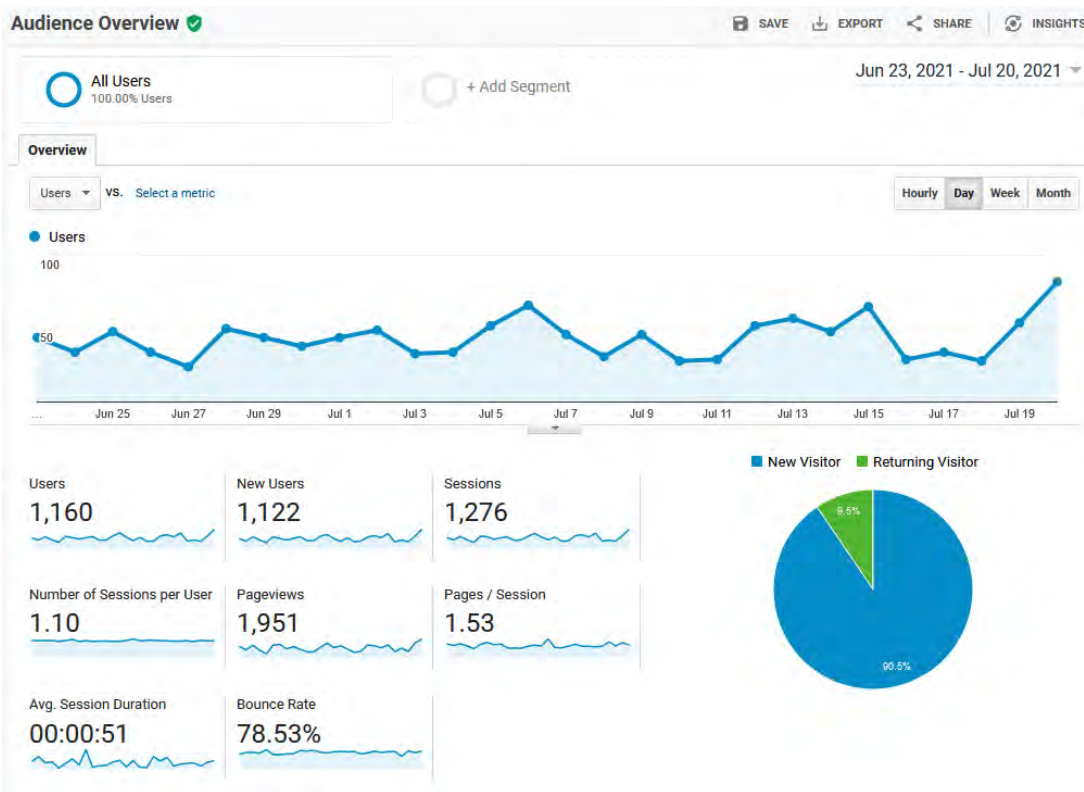 Audience Overview
SAVE EXPORT SHARE INSIGHTS
All Users
100.00% Users
+ Add Segment
Jun 23, 2021 - Jul 20, 2021
Overview
Users VS. Select a metric
Hourly Day Week Month
Users
100
50
... Jun 25 Jun 27 Jun 29 Jul 1 Jul 3 Jul 5 Jul 7 Jul 9 Jul 11 Jul 13 Jul 15 Jul 17 Jul 19
New Visitor Returning Visitor
Users
1,160
New Users
1,122
Sessions
1,276
Number of Sessions per User
1.10
Pageviews
1,951
Pages / Session
1.53
Avg. Session Duration
00:00:51
Bounce Rate
78.53%
9.5%
90.5%